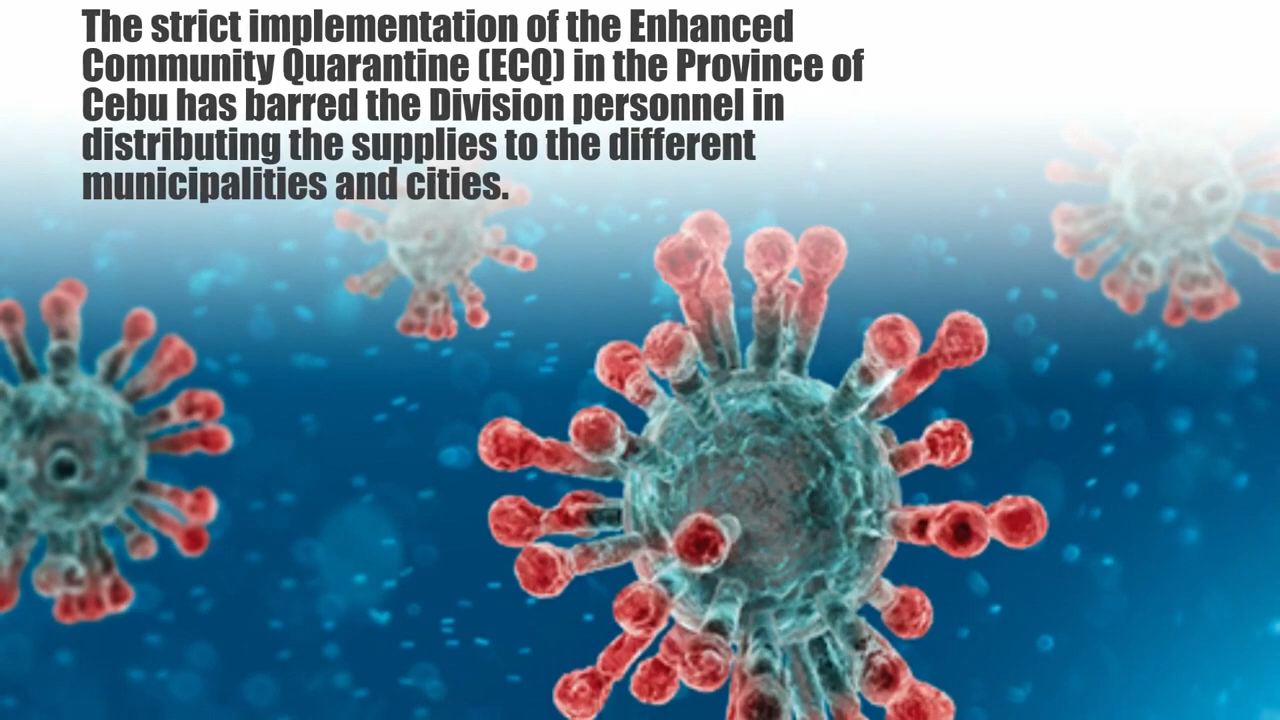 The strict implementation of the Enhanced
Community Quarantine (ECQ) in the Province of
Cebu has barred the Division personnel in
distributing the supplies to the different
municipalities and cities.